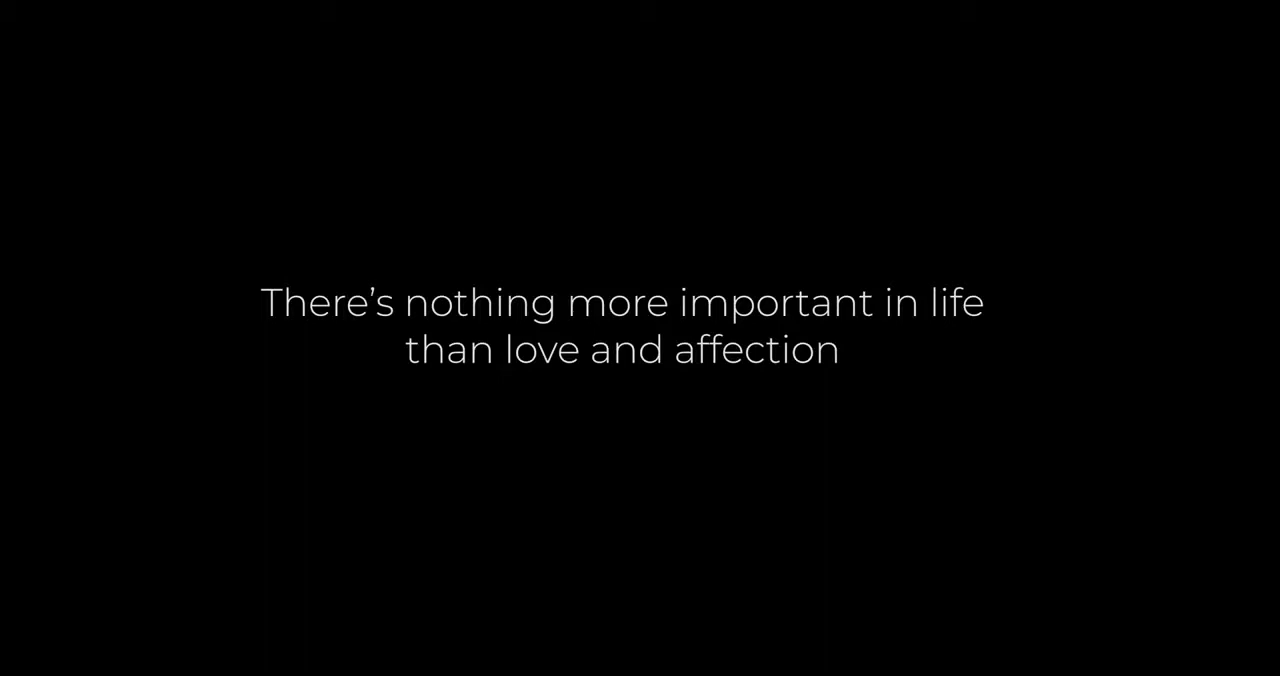 There’s nothing more important in life
than love and affection